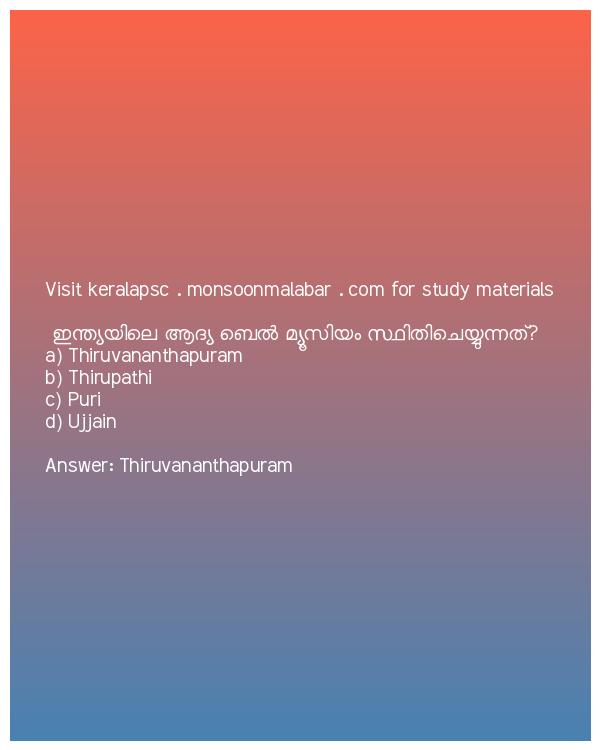 Visit keralapsc . monsoonmalabar . com for study materials
ഇന്ത്യയിലെ ആദ്യ ബെൽ മ്യൂസിയം സ്ഥിതിചെയ്യുന്നത്?
a) Thiruvananthapuram
b) Thirupathi
c) Puri
d) Ujjain
Answer: Thiruvananthapuram